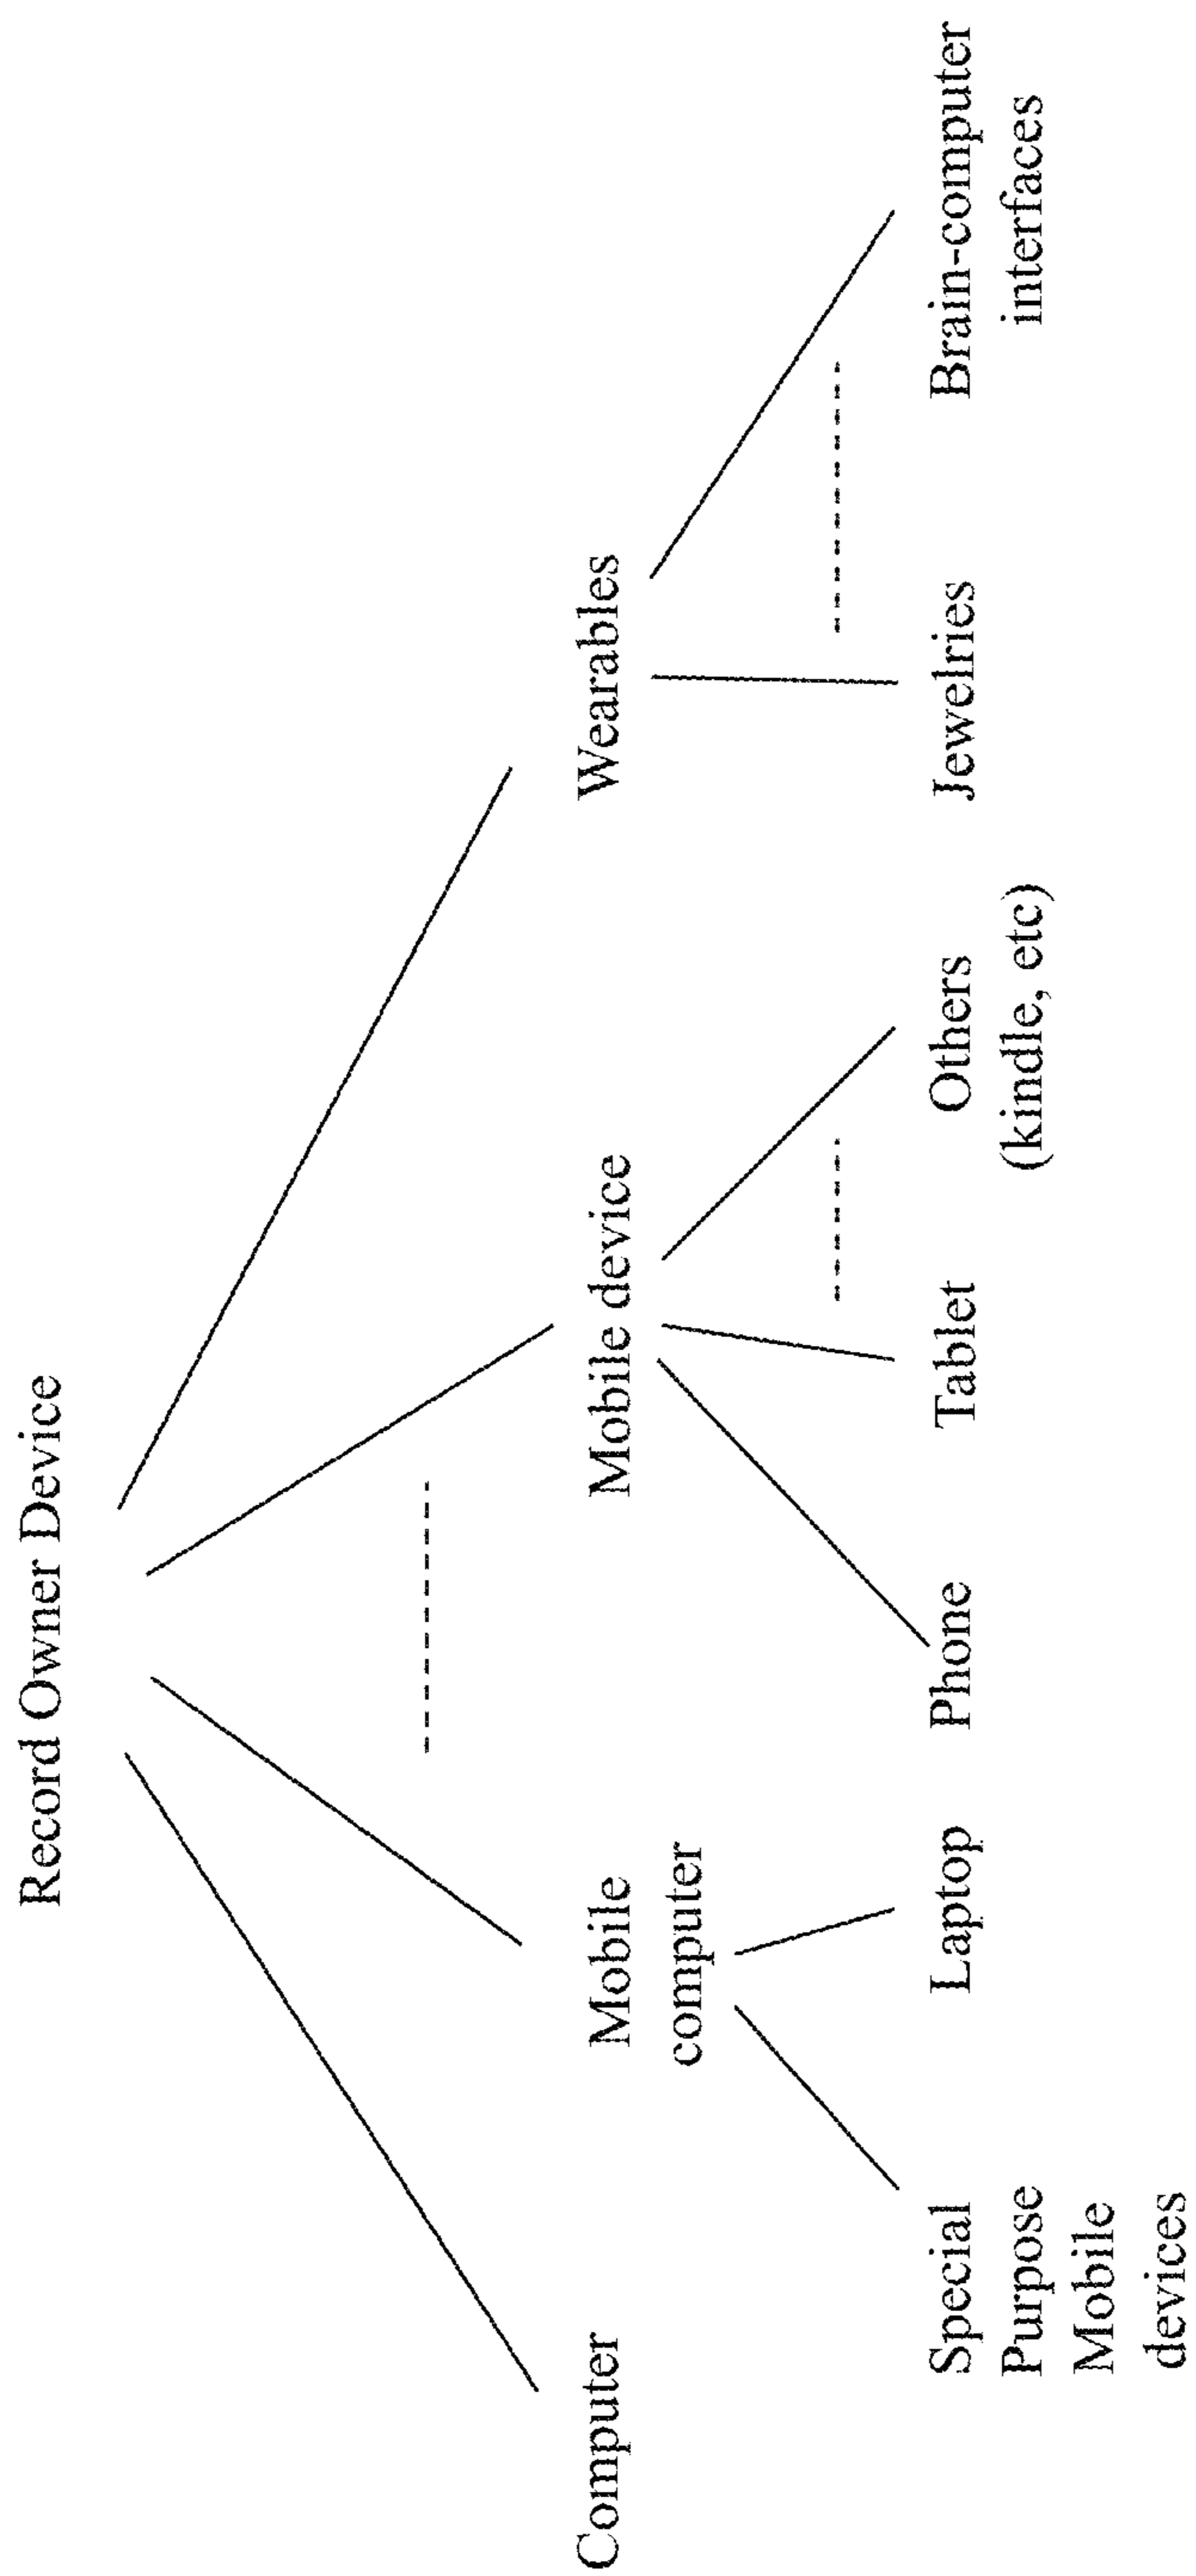 Record Owner Device
Computer
Mobile
computer
Mobile device
Wearables
Special
Purpose
Mobile
devices
Laptop
Phone
Tablet
Others
(kindle, etc)
Jewelries
Brain-computer
interfaces